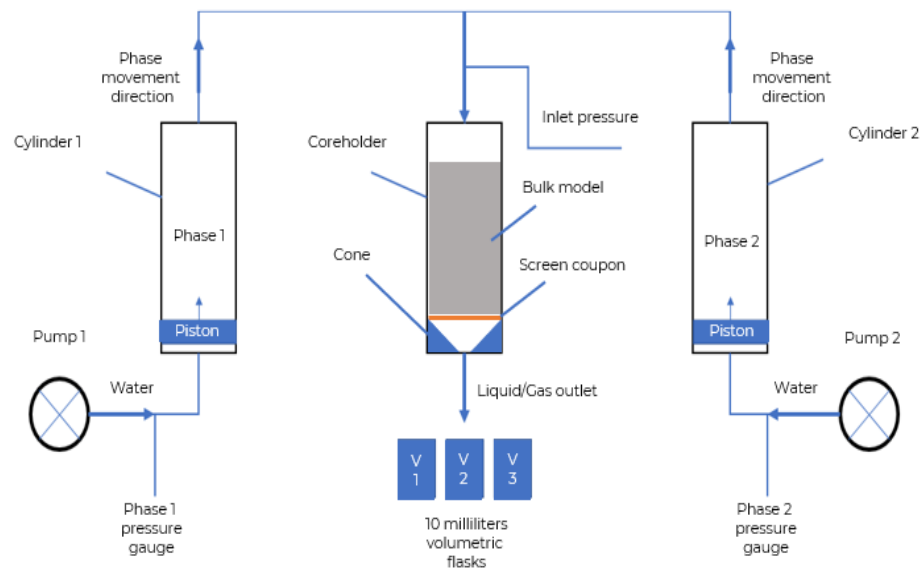 Phase
movement
direction
Phase
movement
direction
Inlet pressure
Cylinder 1
Coreholder
Cylinder 2
Bulk model
Phase 1
Phase 2
Cone
Screen coupon
Pump 1
Piston
Piston
Pump 2
Water
Liquid/Gas outlet
Water
V
1
V
2
V
3
Phase 1
pressure
gauge
10 milliliters
volumetric
flasks
Phase 2
pressure
gauge